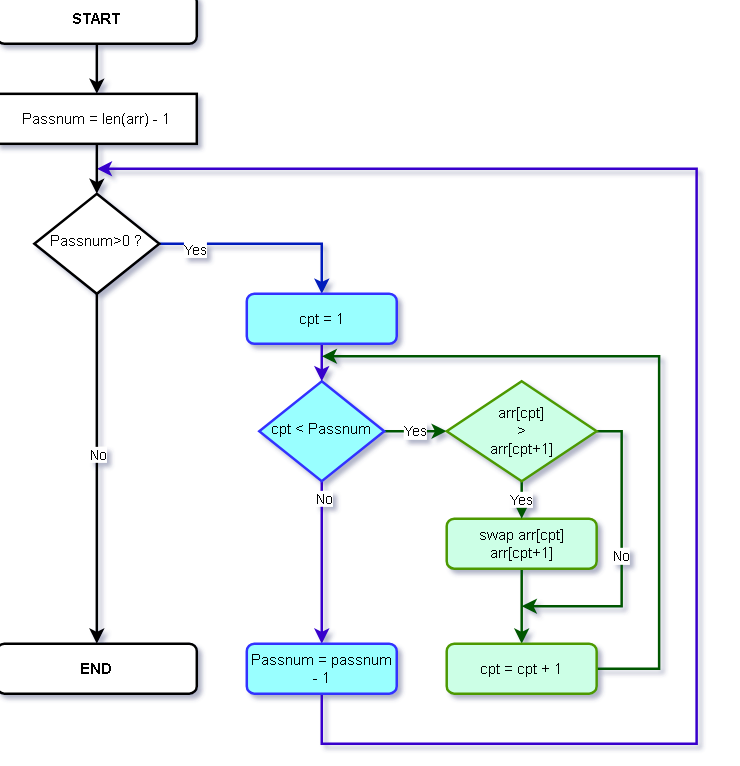 START
Passnum = len(arr) - 1
Passnum>0 ?
Yes
cpt = 1
cpt < Passnum
Yes
arr[cpt]
>
arr[cpt+1]
No
No
Yes
swap arr[cpt]
arr[cpt+1]
No
END
Passnum = passnum
- 1
cpt = cpt + 1